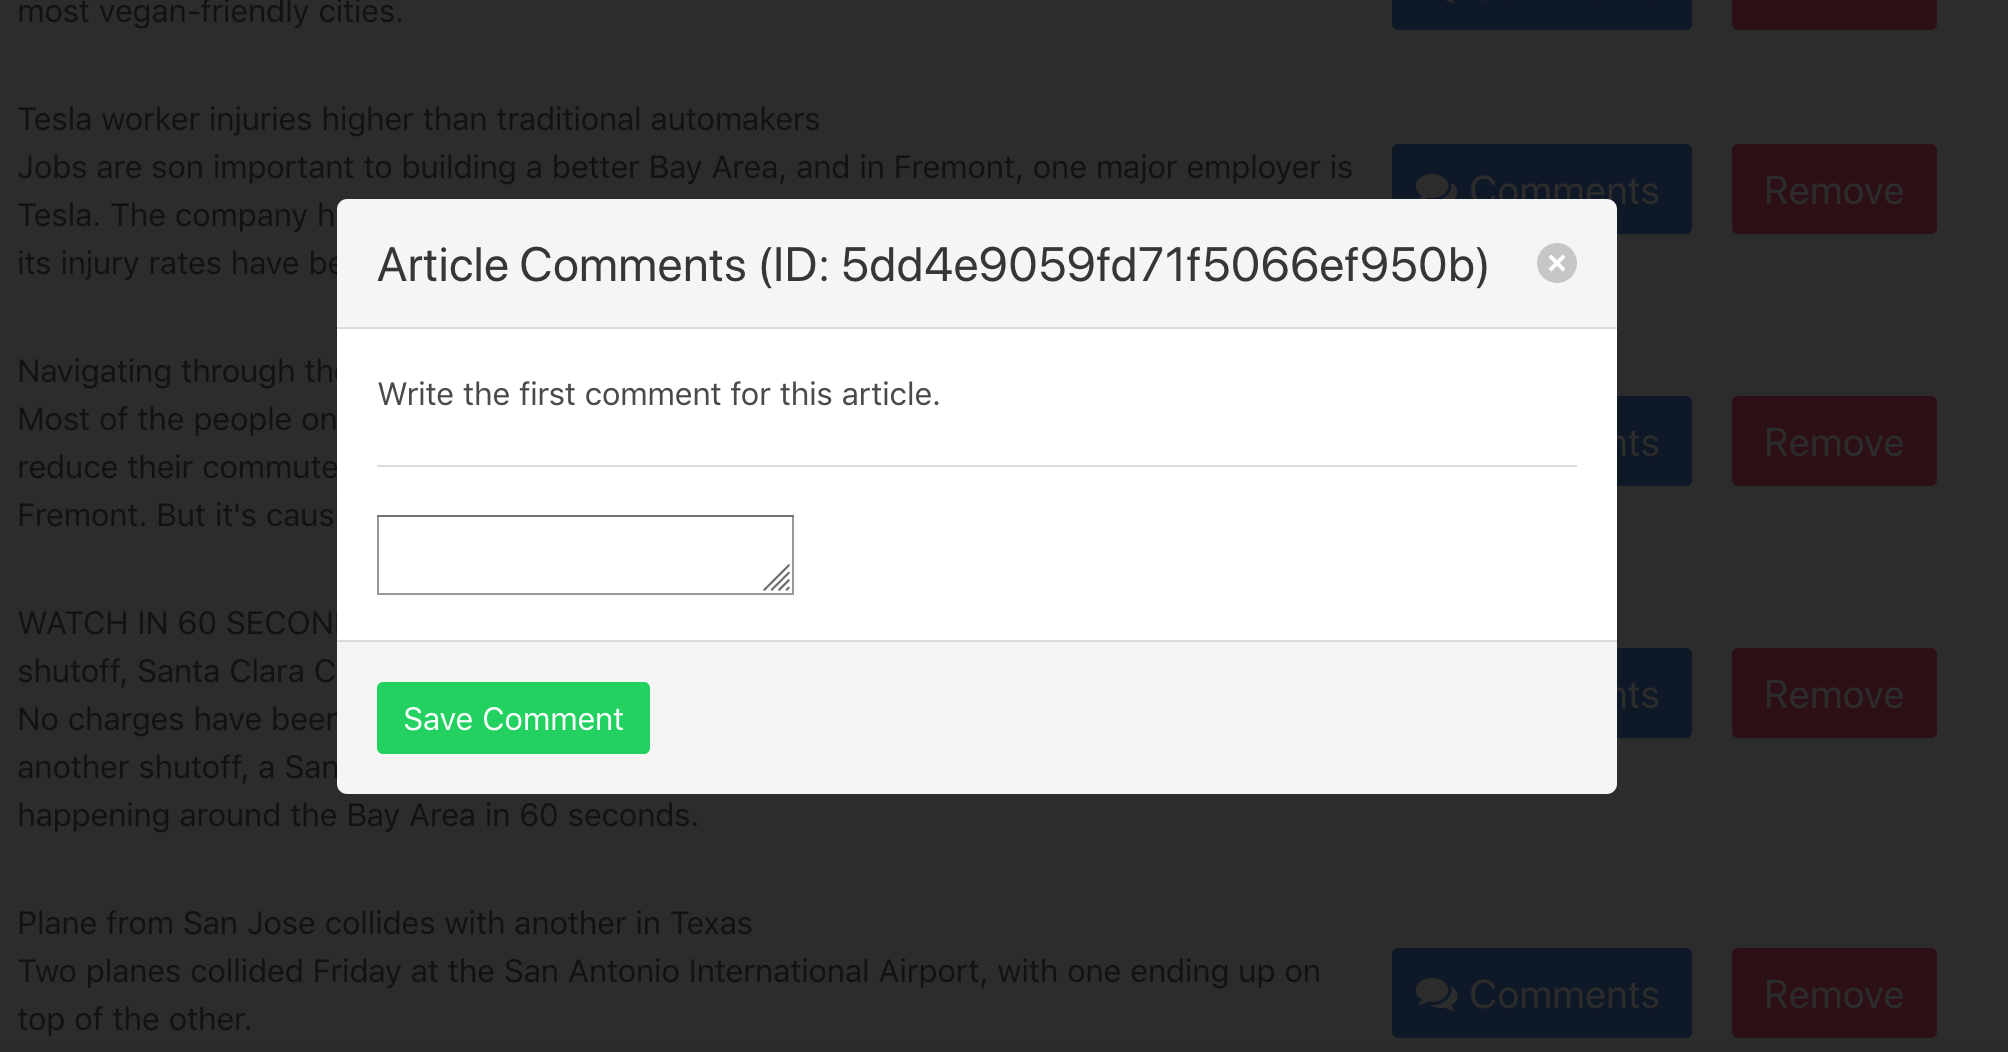 most vegan-friendly cities.
Tesla worker injuries higher than traditional automakers
Jobs are son important to building a better Bay Area, and in Fremont, one major employer is
Tesla. The company h
its injury rates have be
Comments
Remove
Article Comments (ID: 5dd4e9059fd71f5066ef950b)
Write the first comment for this article.
Save Comment
Navigating through the
Most of the people on
reduce their commute
Fremont. But it's caus
nts
Remove
WATCH IN 60 SECON
shutoff, Santa Clara C
No charges have been
another shutoff, a San
happening around the Bay Area in 60 seconds.
nts
Remove
Plane from San Jose collides with another in Texas
Two planes collided Friday at the San Antonio International Airport, with one ending up on
top of the other.
Comments
Remove